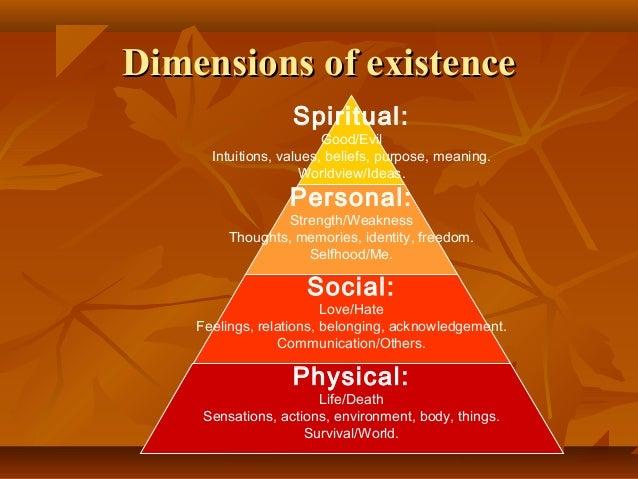 Dimensions of existence
Spiritual:
Good/Evil
Intuitions, values, beliefs, purpose, meaning.
Worldview/Ideas.
Personal:
Strength/Weakness
Thoughts, memories, identity, freedom.
Selfhood/Me.
Social:
Love/Hate
Feelings, relations, belonging, acknowledgement.
Communication/Others.
Physical:
Life/Death
Sensations, actions, environment, body, things.
Survival/World.